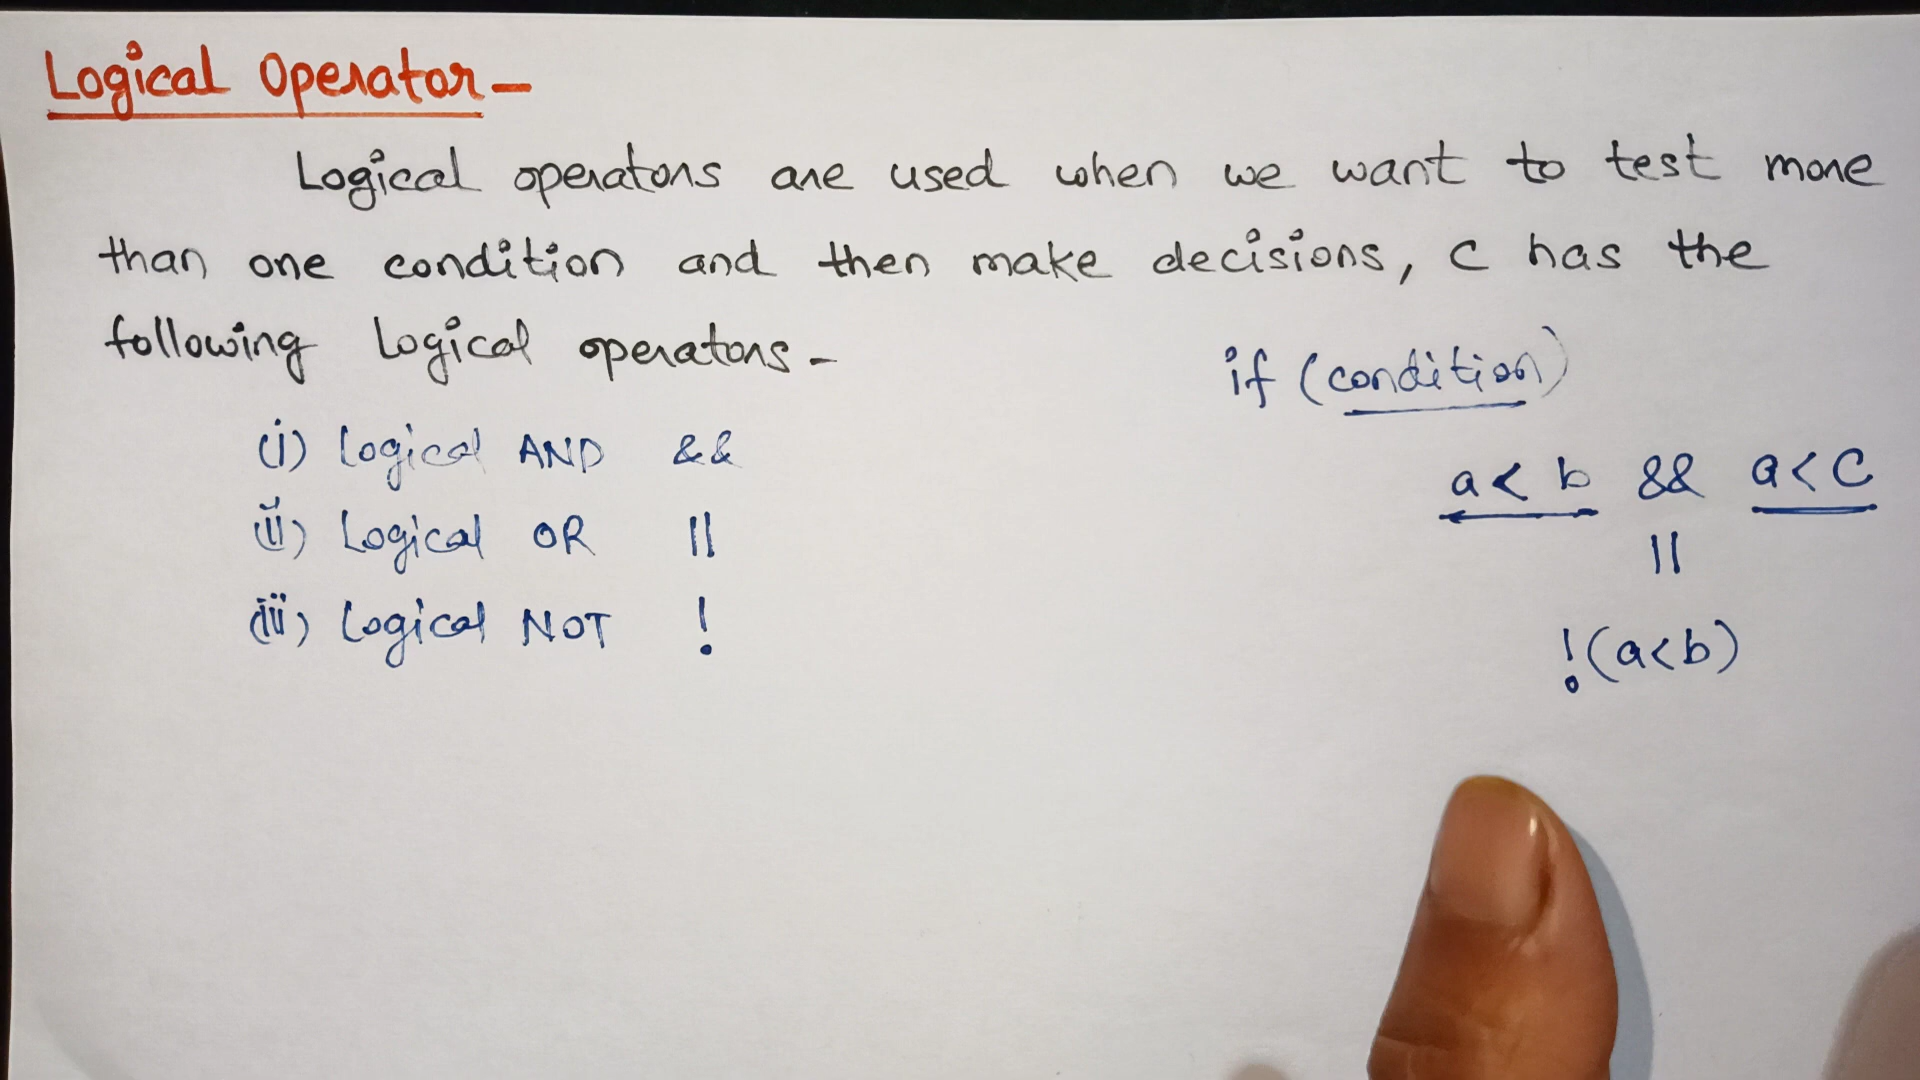 Logical Operator-
Logical operators are used when we want to test more
than one condition and then make decisions, C has the
following Logical operators-
(i) Logical AND &&
(ii) Logical OR ||
(iii) Logical NOT !
if (condition)
a< b && a<C
||
!(a<b)